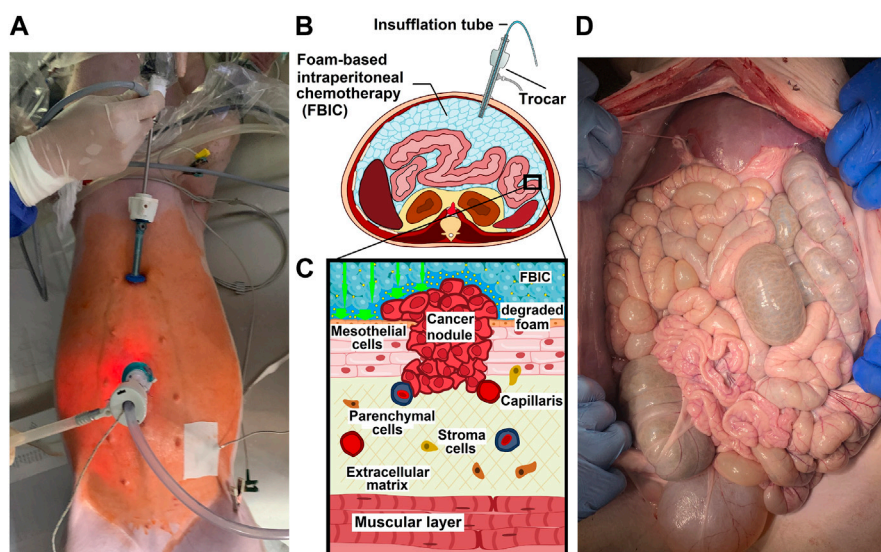 A
B
Insufflation tube
Foam-based
intraperitoneal
chemotherapy
(FBIC)
Trocar
C
FBIC
degraded
foam
Cancer
nodule
Mesothelial
cells
Capillaris
Parenchymal
cells
Stroma
cells
Extracellular
matrix
Muscular layer
D